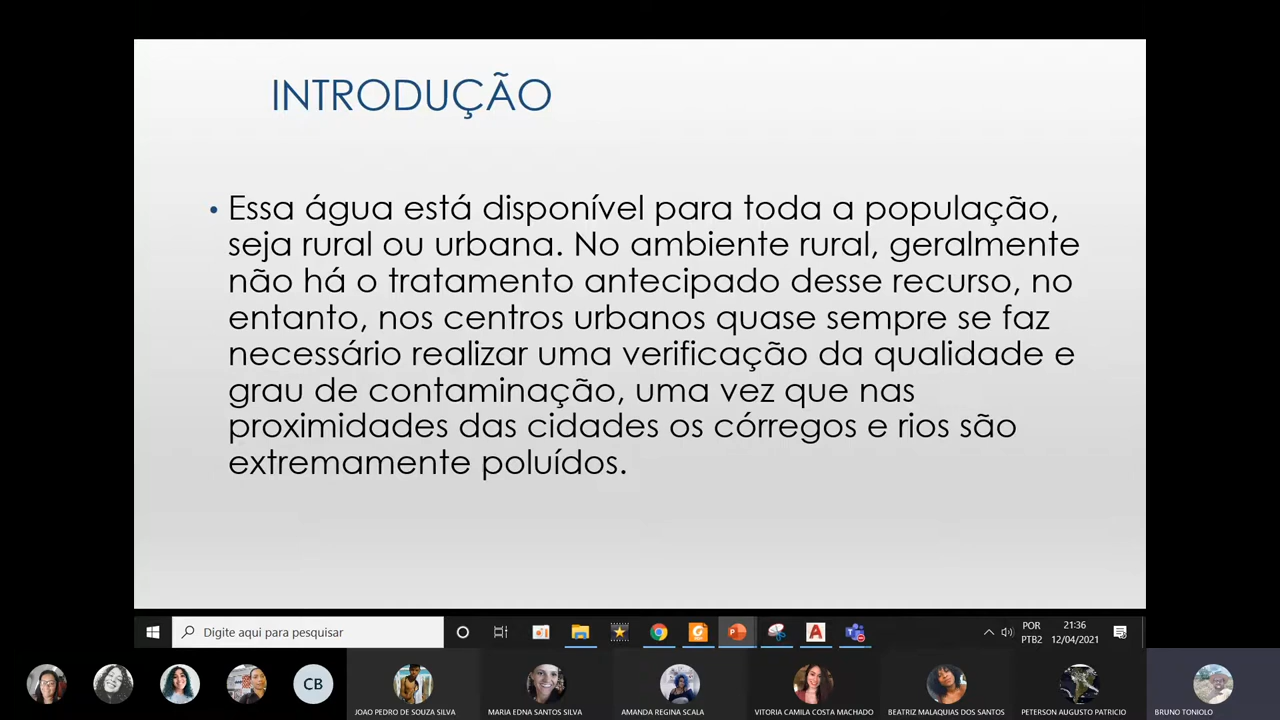 INTRODUÇÃO
• Essa água está disponível para toda a população,
seja rural ou urbana. No ambiente rural, geralmente
não há o tratamento antecipado desse recurso, no
entanto, nos centros urbanos quase sempre se faz
necessário realizar uma verificação da qualidade e
grau de contaminação, uma vez que nas
proximidades das cidades os córregos e rios são
extremamente poluídos.
Digite aqui para pesquisar
POR
PTB2
21:36
12/04/2021
CB
JOAO PEDRO DE SOUZA SILVA
MARIA EDNA SANTOS SILVA
AMANDA REGINA SCALA
VITORIA CAMILA COSTA MACHADO
BEATRIZ MALAQUIAS DOS SANTOS
PETERSON AUGUSTO PATRICIO
BRUNO TONIOLO